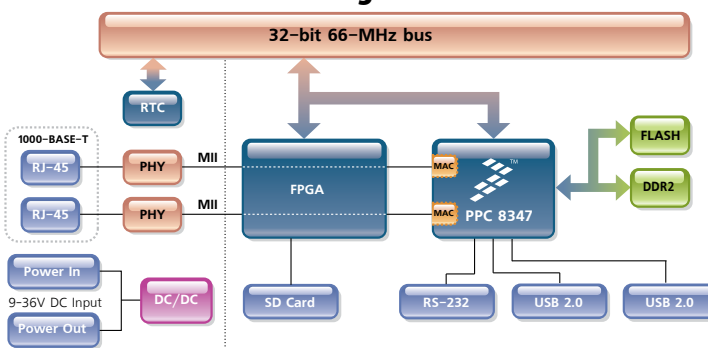 32-bit 66-MHz bus
RTC
1000-BASE-T
RJ-45
PHY
MII
FPGA
MAC
TM
FLASH
RJ-45
PHY
MII
MAC
PPC 8347
DDR2
Power In
9-36V DC Input
Power Out
DC/DC
SD Card
RS-232
USB 2.0
USB 2.0